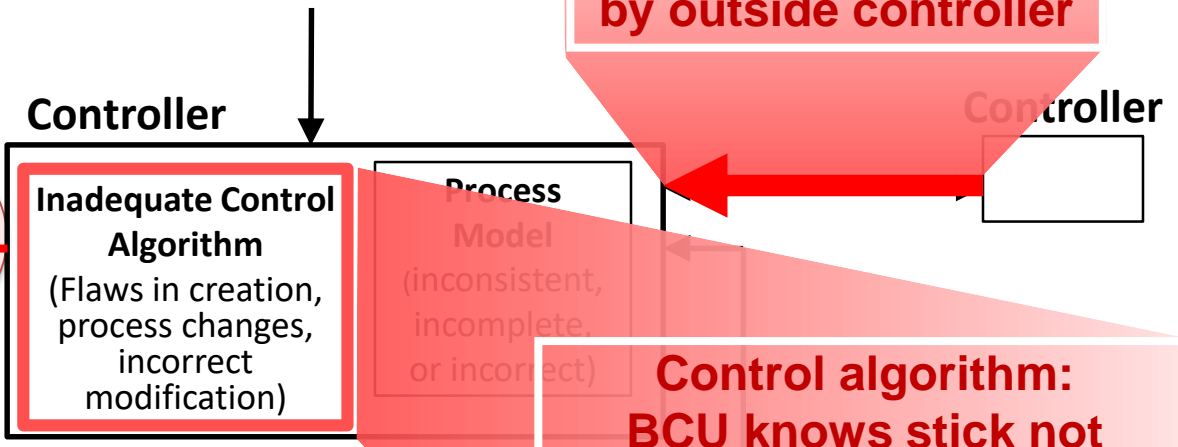 by outside controller
Controller
Controller
Inadequate Control
Algorithm
(Flaws in creation,
process changes,
incorrect
modification)
Process
Model
(inconsistent,
incomplete,
or incorrect)
Control algorithm:
BCU knows stick not